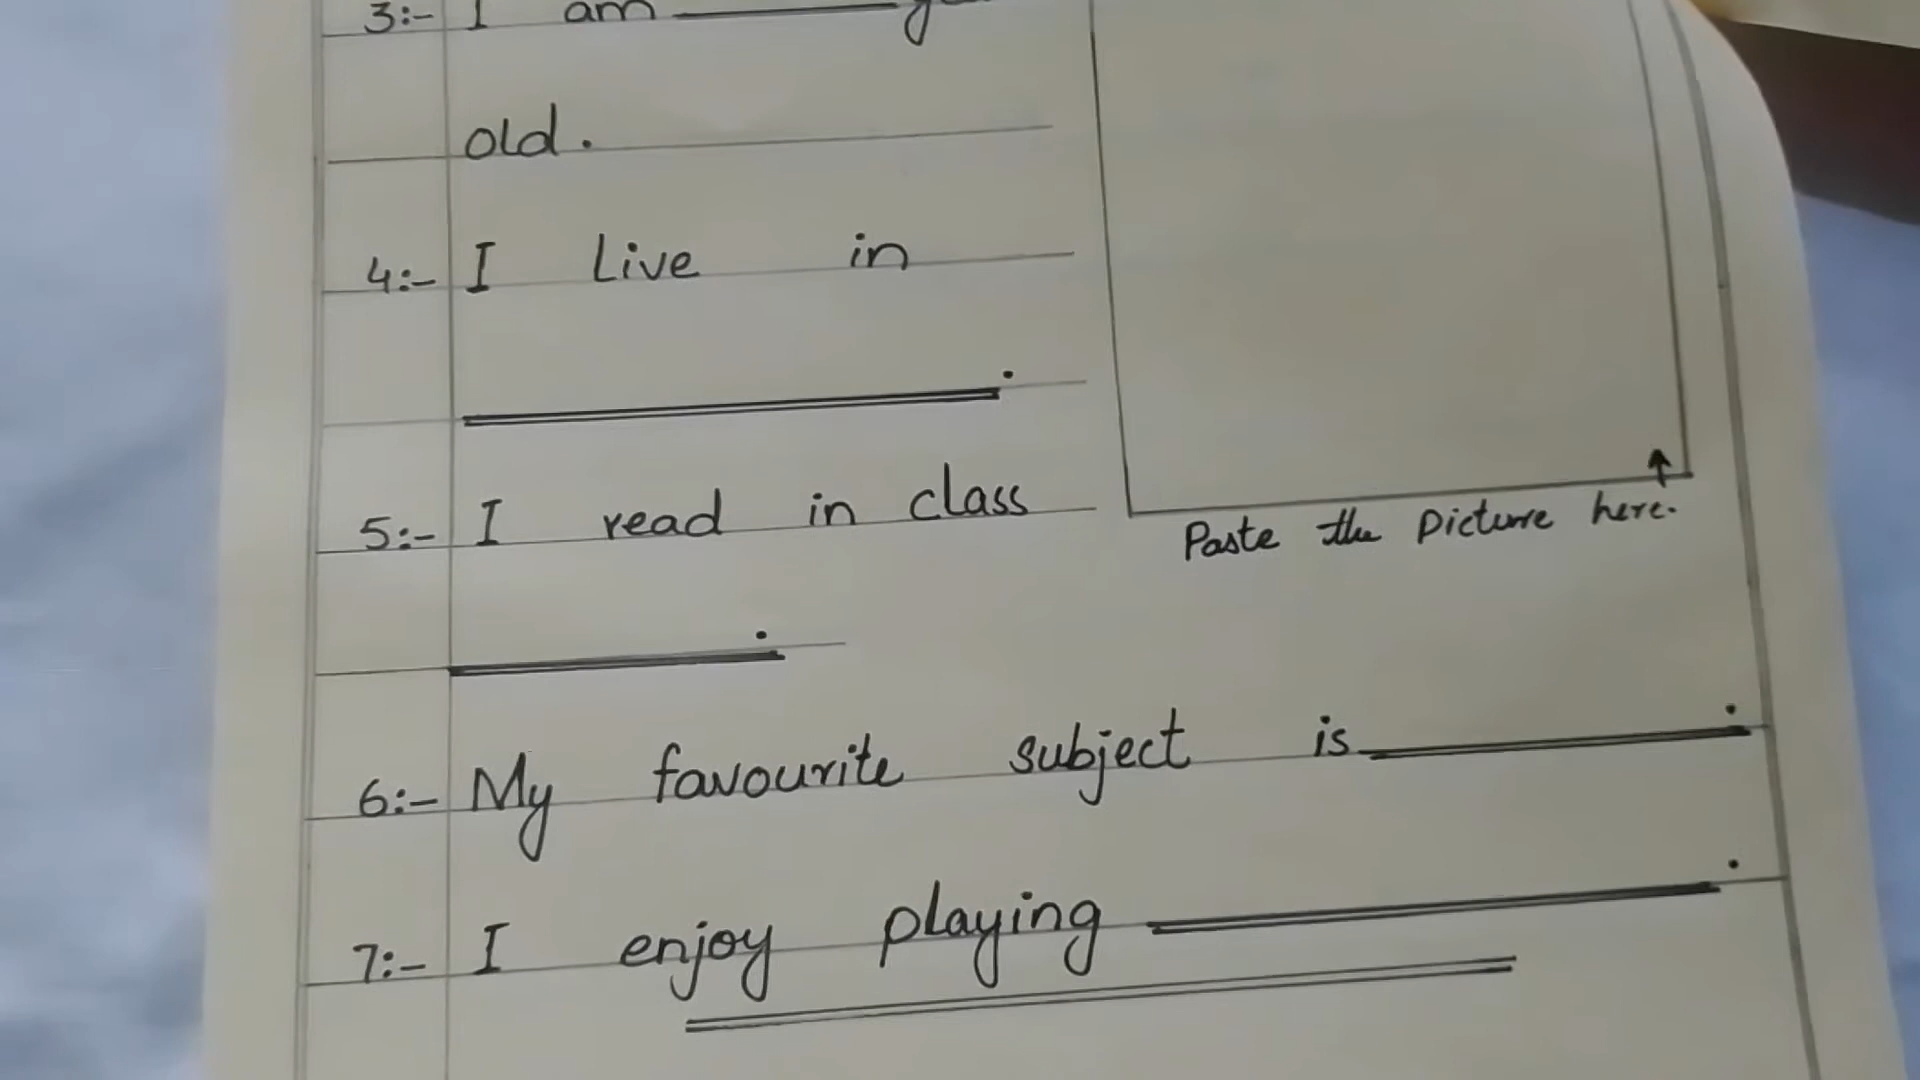 3:- I am
old.
4:- I Live in
.
5:- I read in class
.
Paste the Picture here.
6:- My favourite subject is .
7:- I enjoy playing .